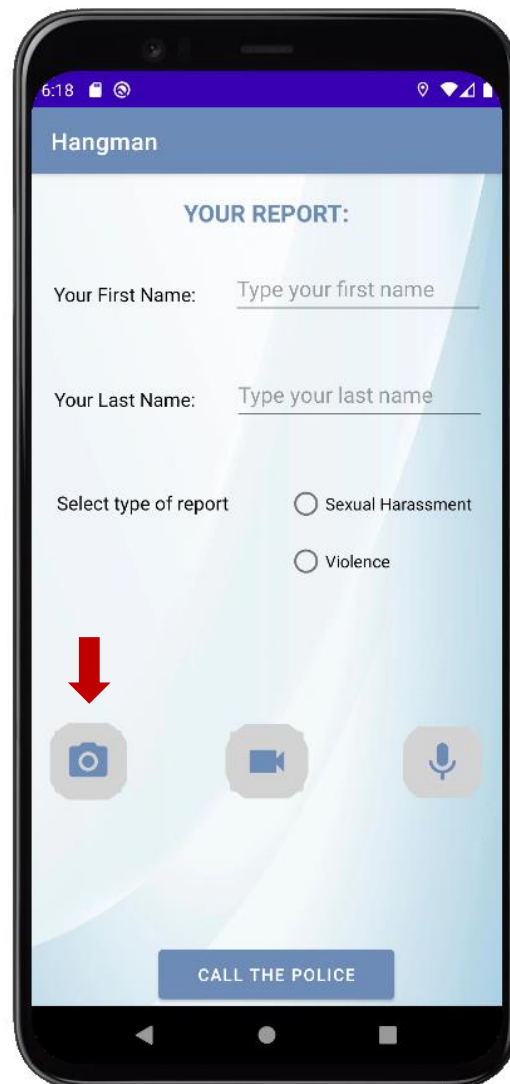 6:18
Hangman
YOUR REPORT:
Your First Name: Type your first name
Your Last Name: Type your last name
Select type of report Sexual Harassment
Violence
CALL THE POLICE